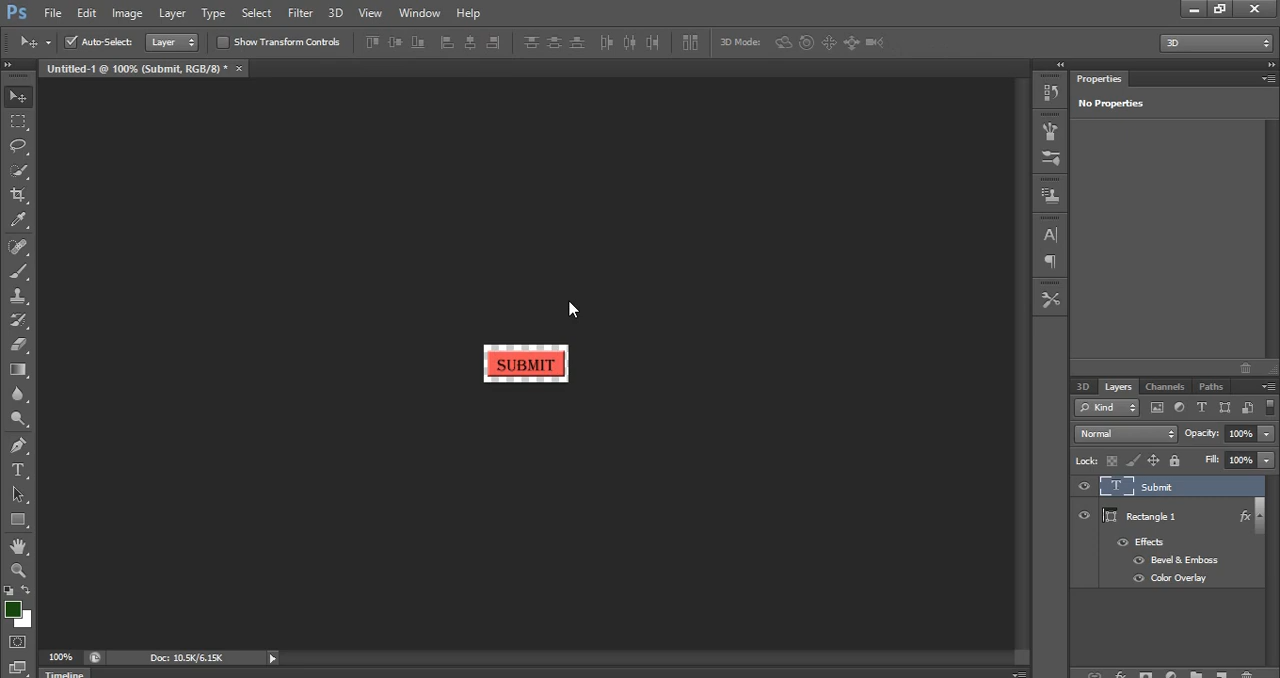 Ps File Edit Image Layer Type Select Filter 3D View Window Help
Auto-Select: Layer Show Transform Controls 3D Mode: 3D
Untitled-1 @ 100% (Submit, RGB/8) * ×
Properties
No Properties
SUBMIT
3D Layers Channels Paths
Kind
Normal Opacity: 100%
Lock: Fill: 100%
T Submit
Rectangle 1 fx
Effects
Bevel & Emboss
Color Overlay
100% Doc: 10.5K/6.15K
Timeline